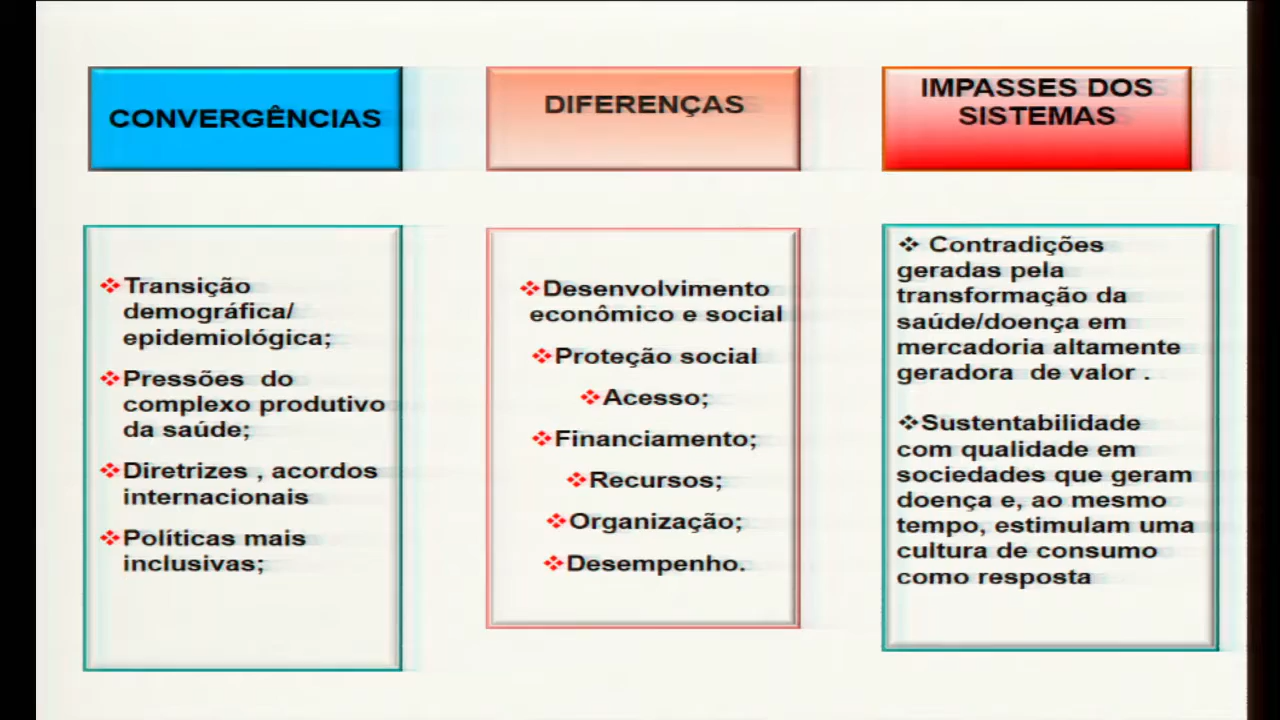 CONVERGÊNCIAS
❖Transição
demográfica/
epidemiológica;
❖Pressões do
complexo produtivo
da saúde;
❖Diretrizes , acordos
internacionais
❖Políticas mais
inclusivas;
DIFERENÇAS
❖Desenvolvimento
econômico e social
❖Proteção social
❖Acesso;
❖Financiamento;
❖Recursos;
❖Organização;
❖Desempenho.
IMPASSES DOS
SISTEMAS
❖ Contradições
geradas pela
transformação da
saúde/doença em
mercadoria altamente
geradora de valor .
❖Sustentabilidade
com qualidade em
sociedades que geram
doença e, ao mesmo
tempo, estimulam uma
cultura de consumo
como resposta